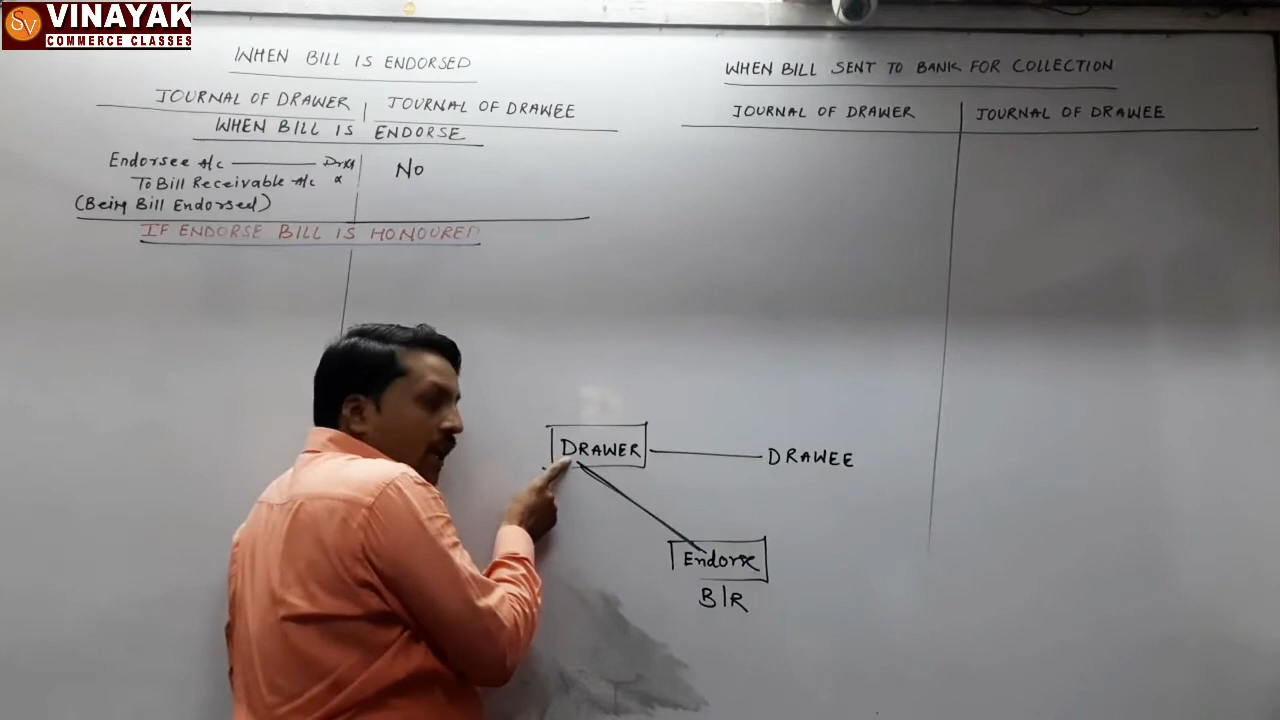 VINAYAK
COMMERCE CLASSES
SV
WHEN BILL IS ENDORSED
JOURNAL OF DRAWER | JOURNAL OF DRAWEE
WHEN BILL IS ENDORSE
Endorsee A/c Dr
To Bill Receivable A/c
(Being Bill Endorsed)
No
IF ENDORSE BILL IS HONOURED
WHEN BILL SENT TO BANK FOR COLLECTION
JOURNAL OF DRAWER | JOURNAL OF DRAWEE
DRAWER
DRAWEE
Endorse
B/R